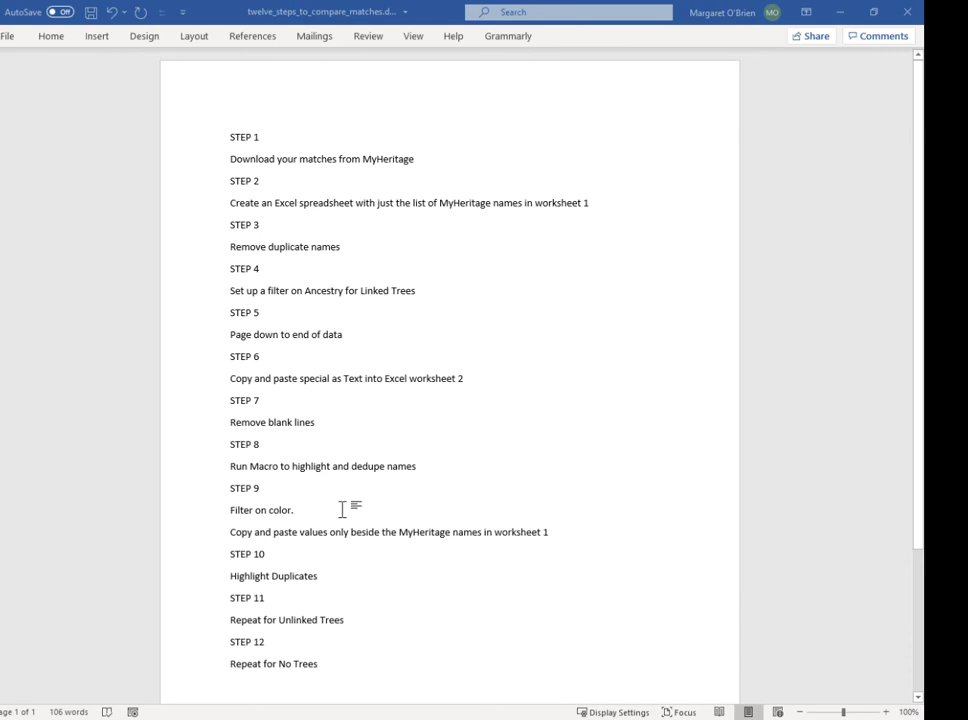 AutoSave Off twelve_steps_to_compare_matches.d... Search Margaret O'Brien MO
File Home Insert Design Layout References Mailings Review View Help Grammarly Share Comments
STEP 1
Download your matches from MyHeritage
STEP 2
Create an Excel spreadsheet with just the list of MyHeritage names in worksheet 1
STEP 3
Remove duplicate names
STEP 4
Set up a filter on Ancestry for Linked Trees
STEP 5
Page down to end of data
STEP 6
Copy and paste special as Text into Excel worksheet 2
STEP 7
Remove blank lines
STEP 8
Run Macro to highlight and dedupe names
STEP 9
Filter on color.
Copy and paste values only beside the MyHeritage names in worksheet 1
STEP 10
Highlight Duplicates
STEP 11
Repeat for Unlinked Trees
STEP 12
Repeat for No Trees
age 1 of 1 106 words Display Settings Focus 100%